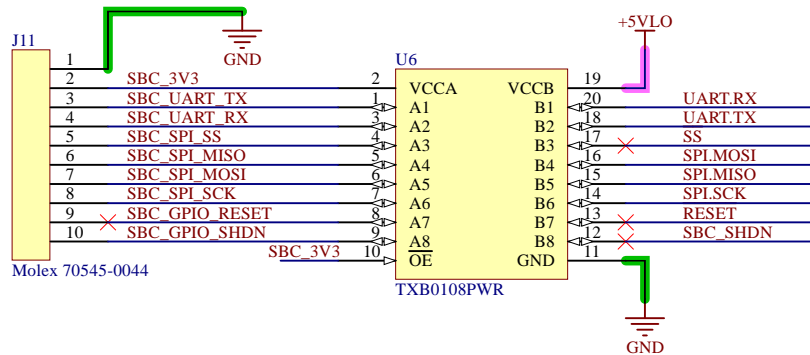 +5VLO
J11
GND
U6
1
2 SBC_3V3 2 VCCA VCCB 19
3 SBC_UART_TX 1 A1 B1 20 UART.RX
4 SBC_UART_RX 3 A2 B2 18 UART.TX
5 SBC_SPI_SS 4 A3 B3 17 SS
6 SBC_SPI_MISO 5 A4 B4 16 SPI.MOSI
7 SBC_SPI_MOSI 6 A5 B5 15 SPI.MISO
8 SBC_SPI_SCK 7 A6 B6 14 SPI.SCK
9 SBC_GPIO_RESET 8 A7 B7 13 RESET
10 SBC_GPIO_SHDN 9 A8 B8 12 SBC_SHDN
SBC_3V3 10 OE GND 11
Molex 70545-0044
TXB0108PWR
GND